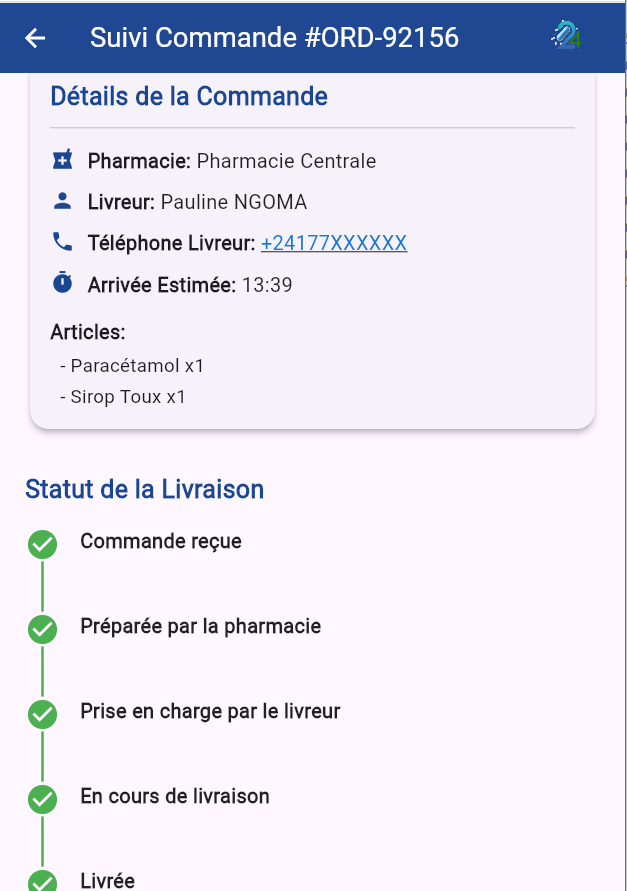 Suivi Commande #ORD-92156
Détails de la Commande
Pharmacie: Pharmacie Centrale
Livreur: Pauline NGOMA
Téléphone Livreur: +24177XXXXXX
Arrivée Estimée: 13:39
Articles:
- Paracétamol x1
- Sirop Toux x1
Statut de la Livraison
Commande reçue
Préparée par la pharmacie
Prise en charge par le livreur
En cours de livraison
Livrée